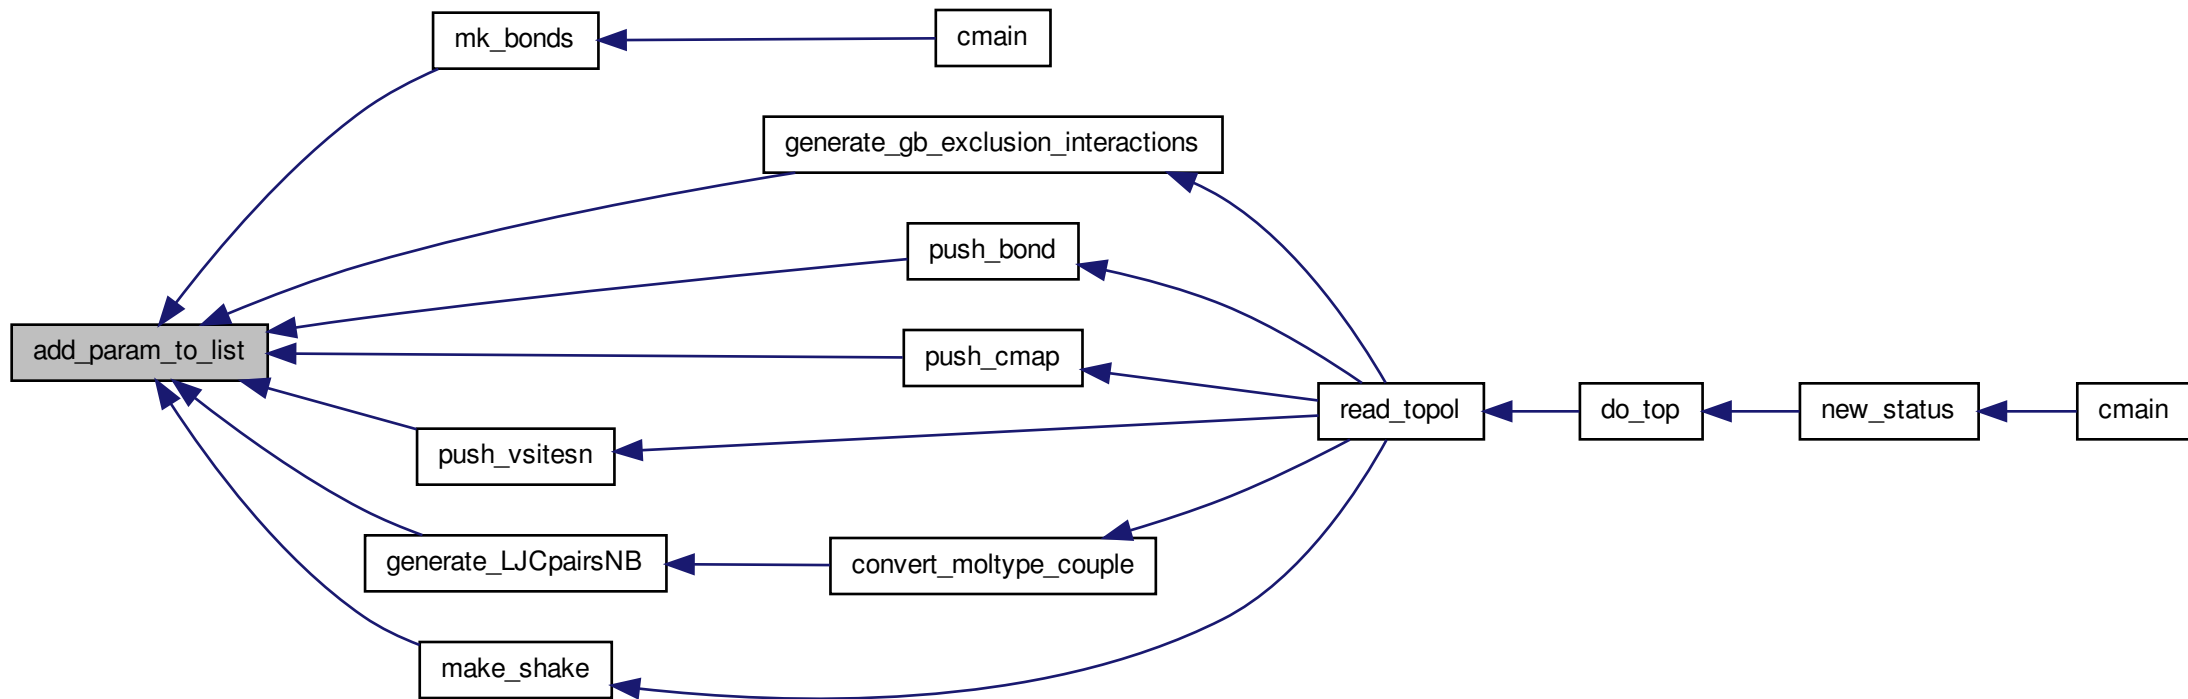 mk_bonds
cmain
generate_gb_exclusion_interactions
push_bond
add_param_to_list
push_cmap
read_topol
do_top
new_status
cmain
push_vsitesn
generate_LJCpairsNB
convert_moltype_couple
make_shake